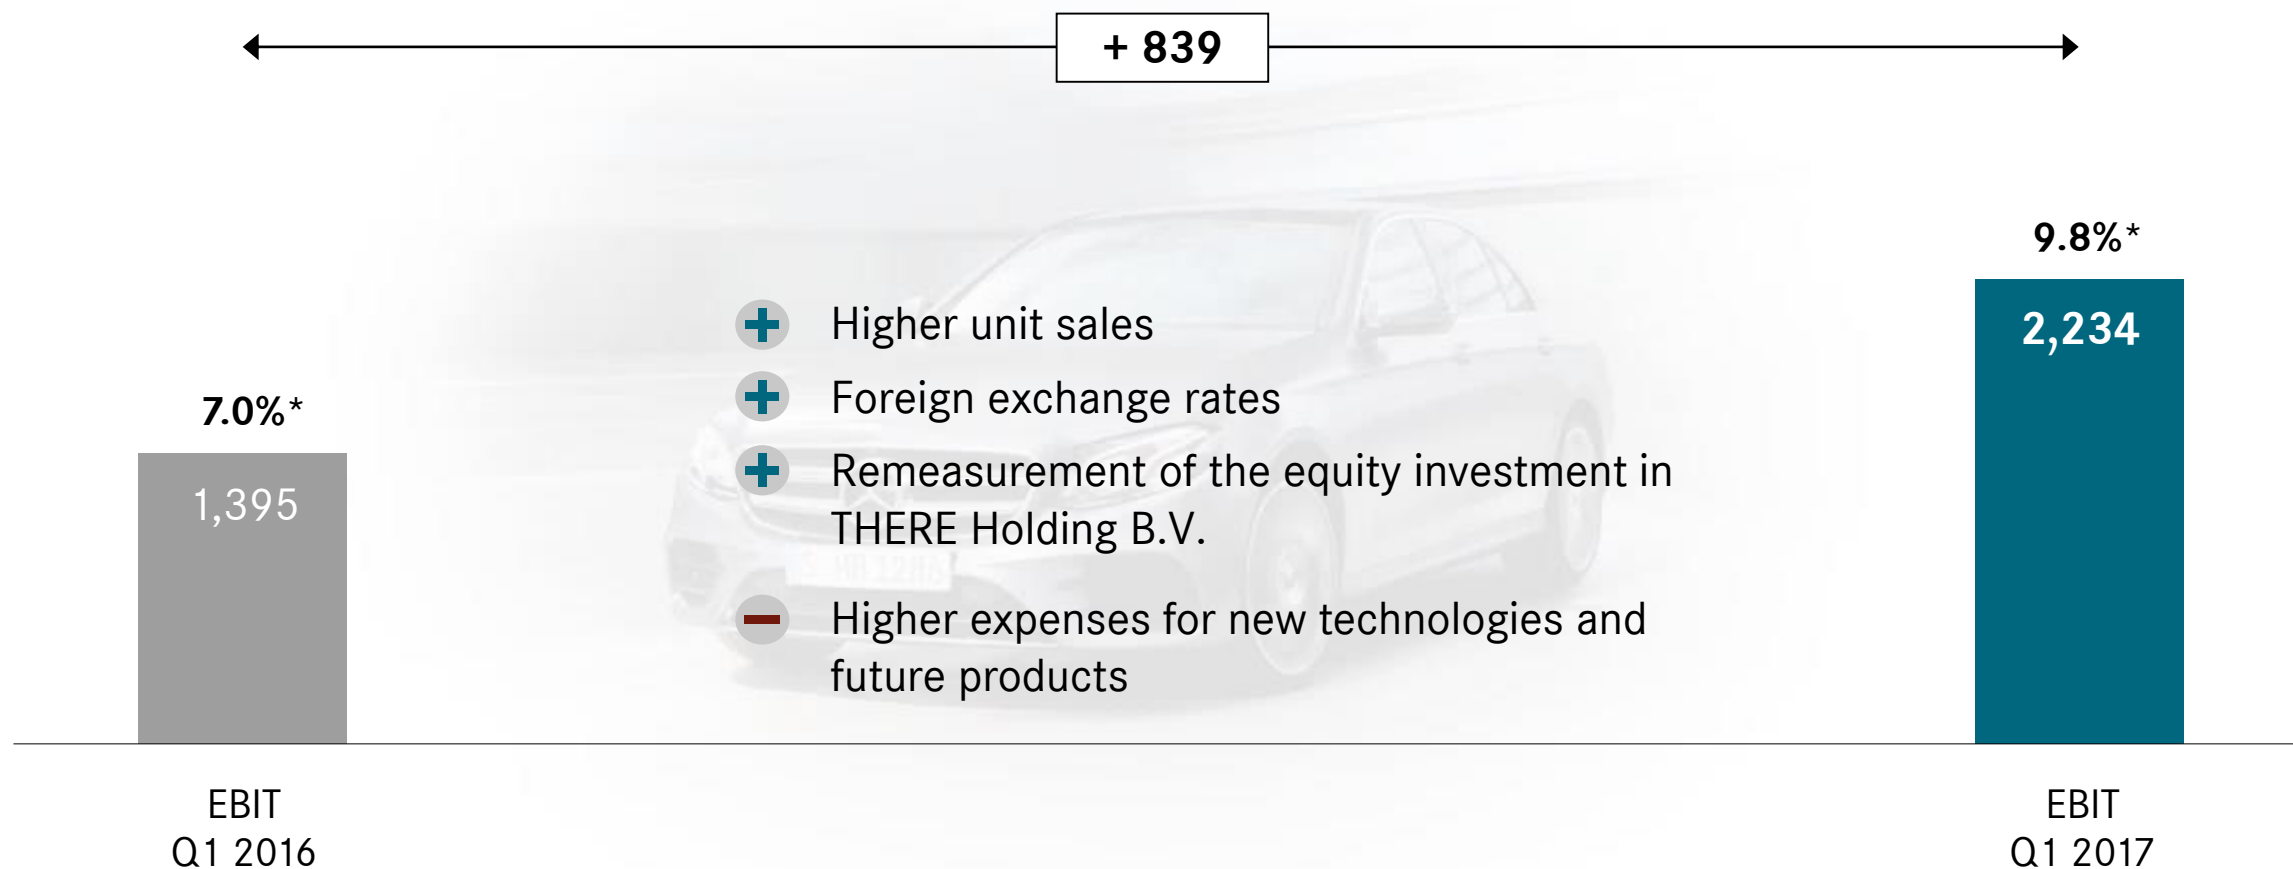 + 839
9.8%*
2,234
7.0%*
1,395
Higher unit sales
Foreign exchange rates
Remeasurement of the equity investment in
THERE Holding B.V.
Higher expenses for new technologies and
future products
EBIT
Q1 2016
EBIT
Q1 2017